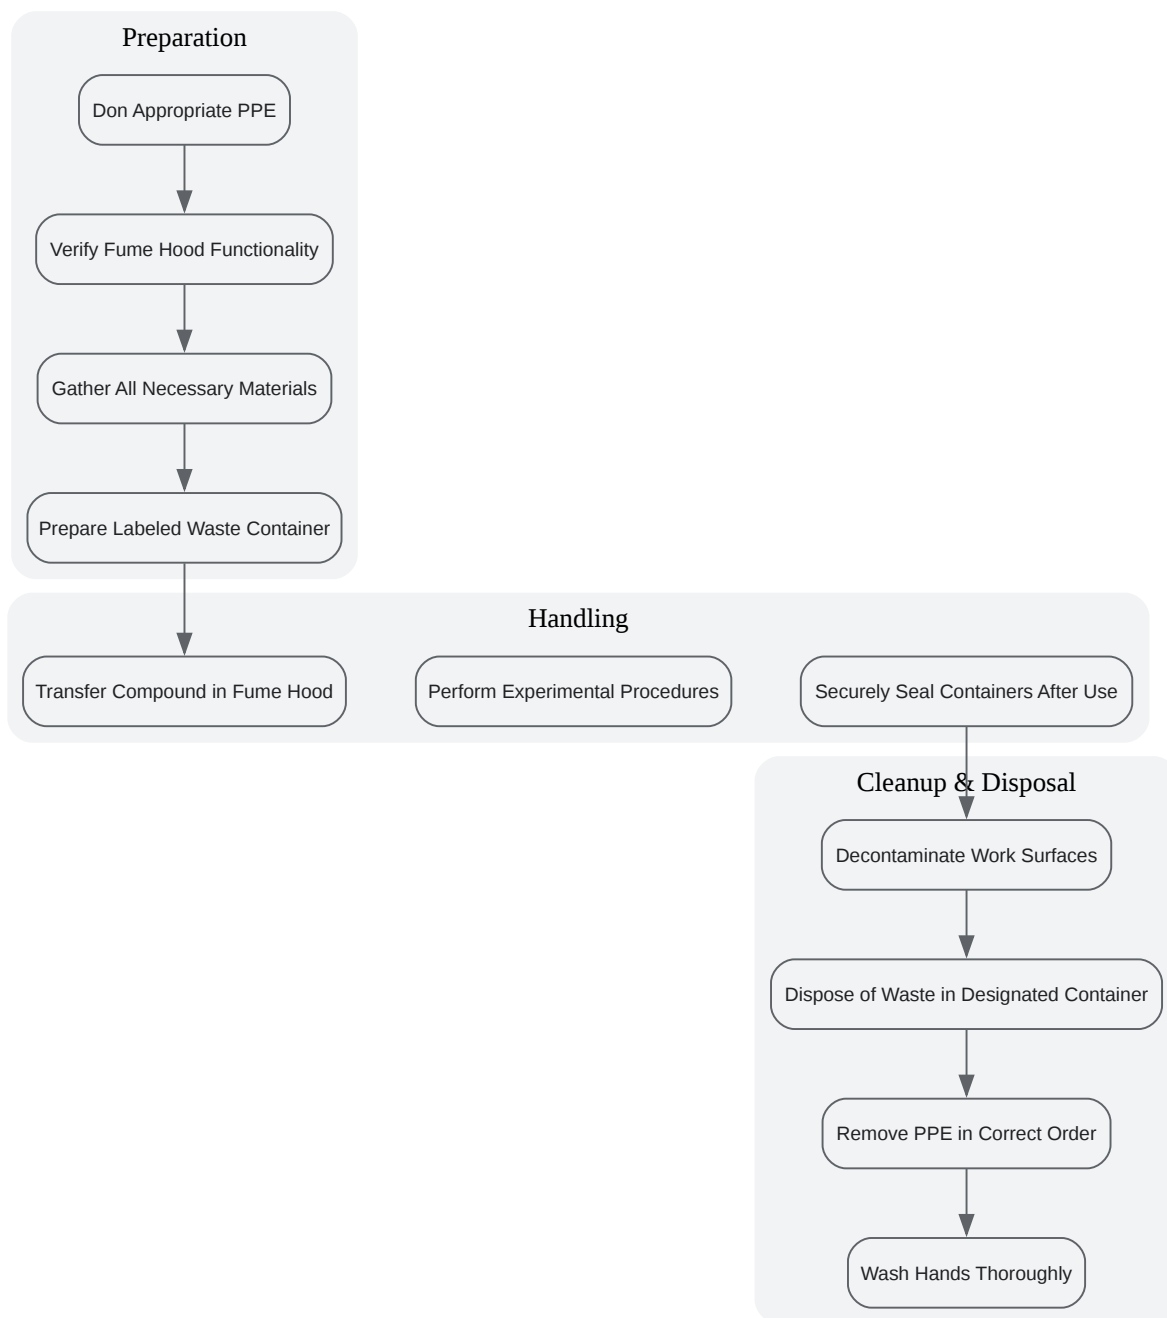 Preparation
Don Appropriate PPE
Verify Fume Hood Functionality
Gather All Necessary Materials
Prepare Labeled Waste Container
Handling
Transfer Compound in Fume Hood
Perform Experimental Procedures
Securely Seal Containers After Use
Cleanup & Disposal
Decontaminate Work Surfaces
Dispose of Waste in Designated Container
Remove PPE in Correct Order
Wash Hands Thoroughly